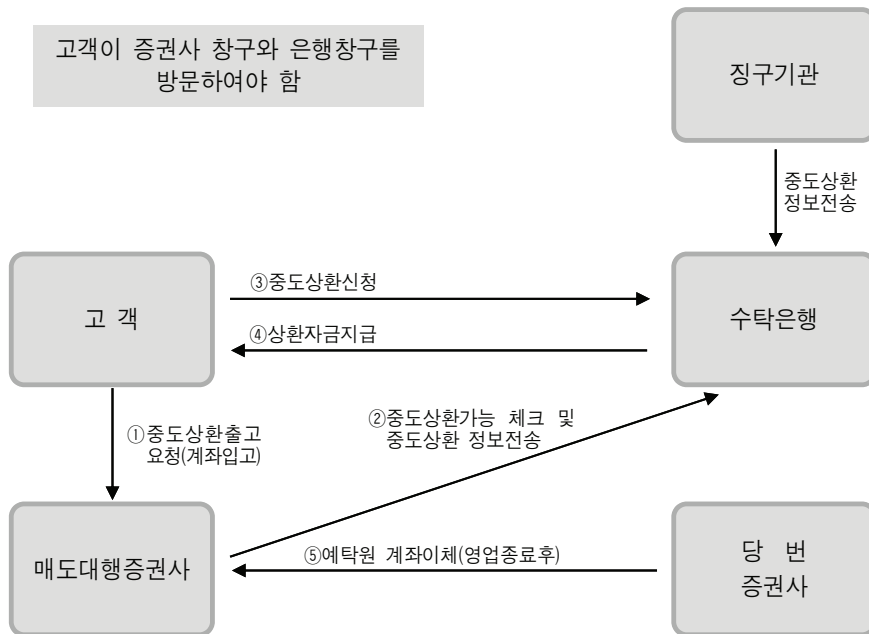 고객이 증권사 창구와 은행창구를
방문하여야 함
징구기관
중도상환
정보전송
고 객
③중도상환신청
④상환자금지급
수탁은행
①중도상환출고
요청(계좌입고)
②중도상환가능 체크 및
중도상환 정보전송
매도대행증권사
⑤예탁원 계좌이체(영업종료후)
당 번
증권사